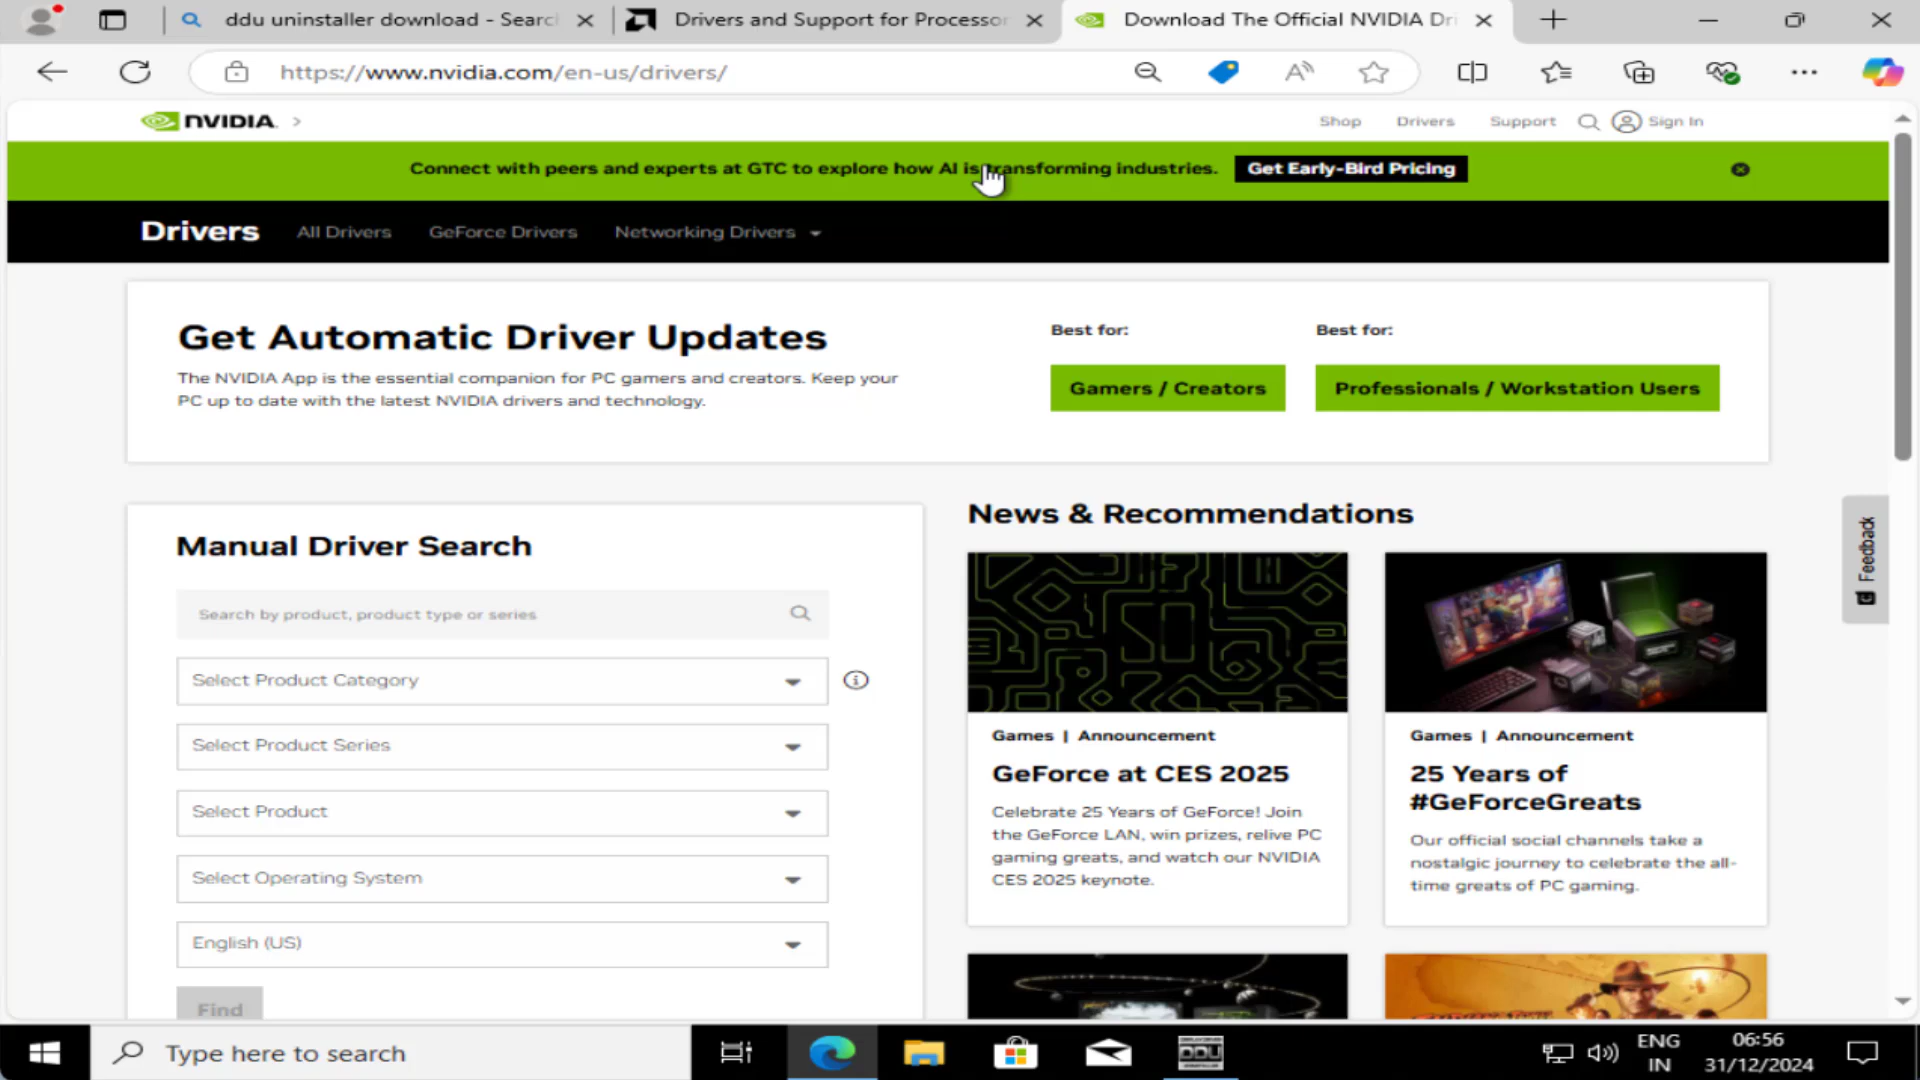 ddu uninstaller download - Search
Drivers and Support for Processor
Download The Official NVIDIA Dri
https://www.nvidia.com/en-us/drivers/
NVIDIA.
Shop
Drivers
Support
Sign In
Connect with peers and experts at GTC to explore how AI is transforming industries.
Get Early-Bird Pricing
Drivers
All Drivers
GeForce Drivers
Networking Drivers
Get Automatic Driver Updates
The NVIDIA App is the essential companion for PC gamers and creators. Keep your
PC up to date with the latest NVIDIA drivers and technology.
Best for:
Gamers / Creators
Best for:
Professionals / Workstation Users
Manual Driver Search
Search by product, product type or series
Select Product Category
Select Product Series
Select Product
Select Operating System
English (US)
Find
News & Recommendations
Games | Announcement
GeForce at CES 2025
Celebrate 25 Years of GeForce! Join
the GeForce LAN, win prizes, relive PC
gaming greats, and watch our NVIDIA
CES 2025 keynote.
Games | Announcement
25 Years of
#GeForceGreats
Our official social channels take a
nostalgic journey to celebrate the all-
time greats of PC gaming.
Feedback
Type here to search
DDU
ENG
IN
06:56
31/12/2024